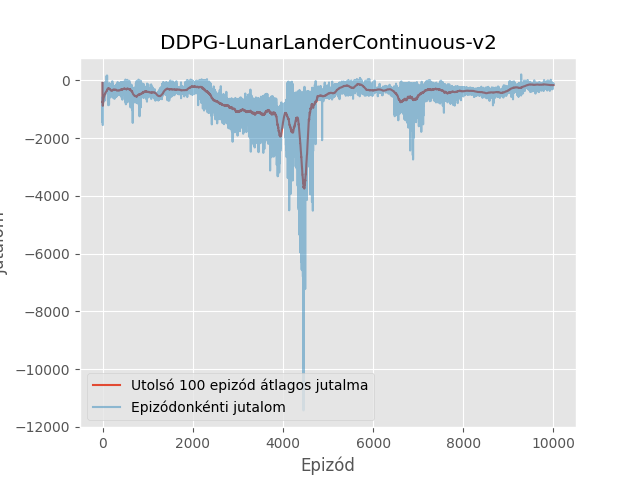 DDPG-LunarLanderContinuous-v2
0
−2000
−4000
−6000
−8000
−10000
−12000
Utolsó 100 epizód átlagos jutalma
Epizódonkénti jutalom
0 2000 4000 6000 8000 10000
Epizód